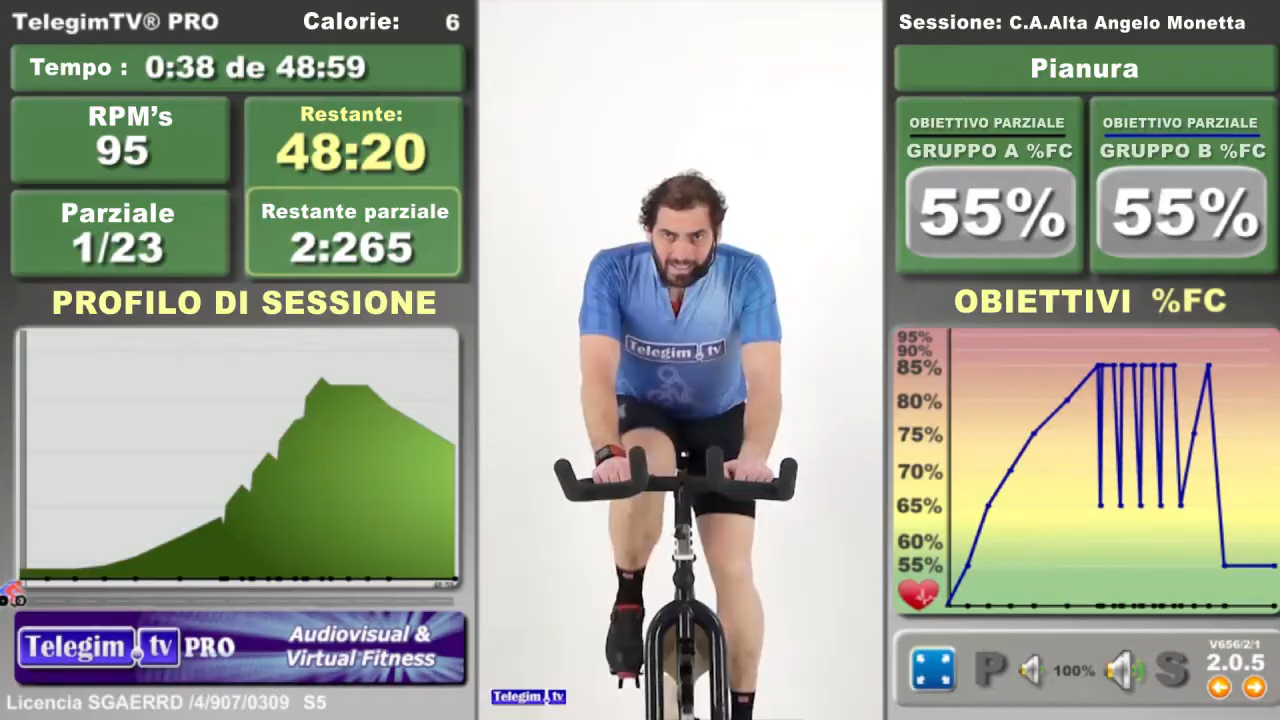 TelegimTV® PRO
Calorie: 6
Tempo : 0:38 de 48:59
RPM's
95
Restante:
48:20
Parziale
1/23
Restante parziale
2:265
PROFILO DI SESSIONE
48:59
Telegim.tv PRO
Audiovisual &
Virtual Fitness
Licencia SGAERRD /4/907/0309 S5
Telegim.tv
Telegim.tv
Sessione: C.A.Alta Angelo Monetta
Pianura
OBIETTIVO PARZIALE
GRUPPO A %FC
55%
OBIETTIVO PARZIALE
GRUPPO B %FC
55%
OBIETTIVI %FC
95%
90%
85%
80%
75%
70%
65%
60%
55%
P
100%
S
V656/2/1
2.0.5